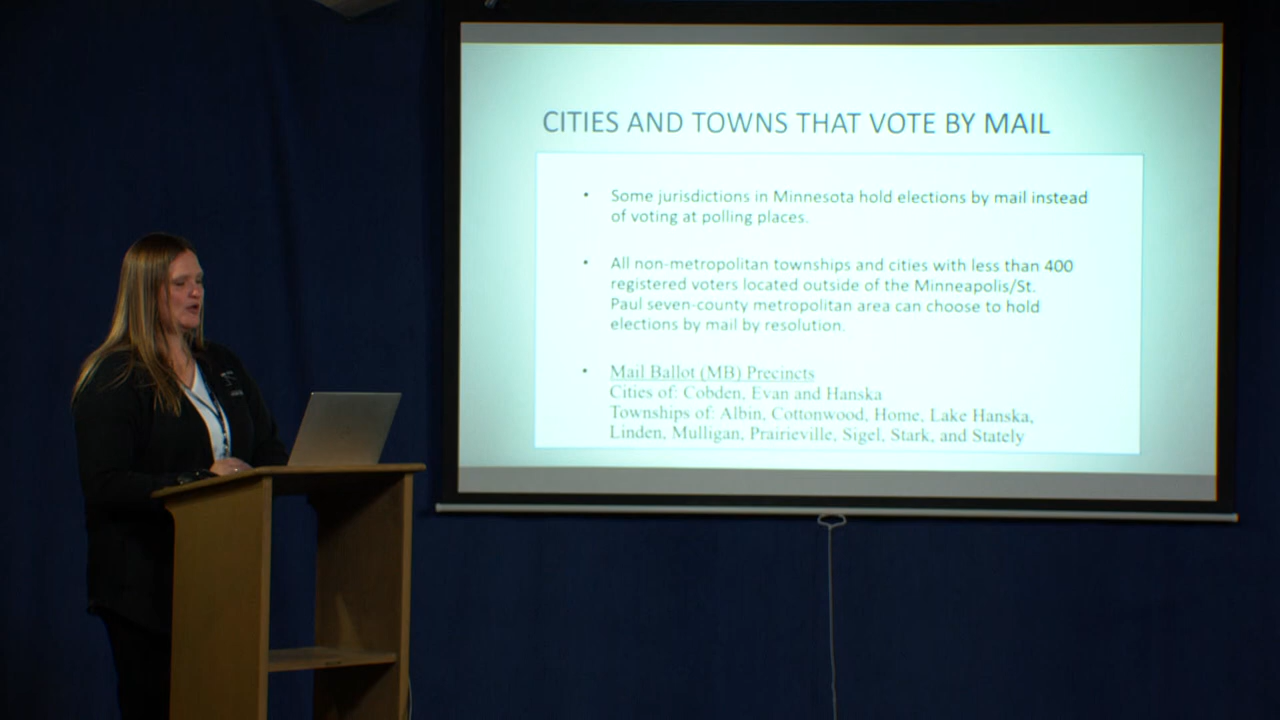 CITIES AND TOWNS THAT VOTE BY MAIL
• Some jurisdictions in Minnesota hold elections by mail instead
of voting at polling places.
• All non-metropolitan townships and cities with less than 400
registered voters located outside of the Minneapolis/St.
Paul seven-county metropolitan area can choose to hold
elections by mail by resolution.
• Mail Ballot (MB) Precincts
Cities of: Cobden, Evan and Hanska
Townships of: Albin, Cottonwood, Home, Lake Hanska,
Linden, Mulligan, Prairieville, Sigel, Stark, and Stately